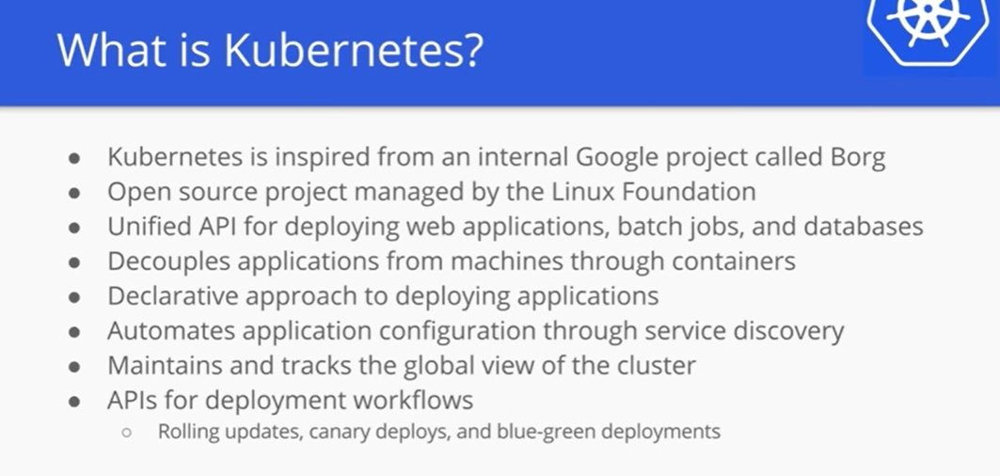 What is Kubernetes?
● Kubernetes is inspired from an internal Google project called Borg
● Open source project managed by the Linux Foundation
● Unified API for deploying web applications, batch jobs, and databases
● Decouples applications from machines through containers
● Declarative approach to deploying applications
● Automates application configuration through service discovery
● Maintains and tracks the global view of the cluster
● APIs for deployment workflows
○ Rolling updates, canary deploys, and blue-green deployments